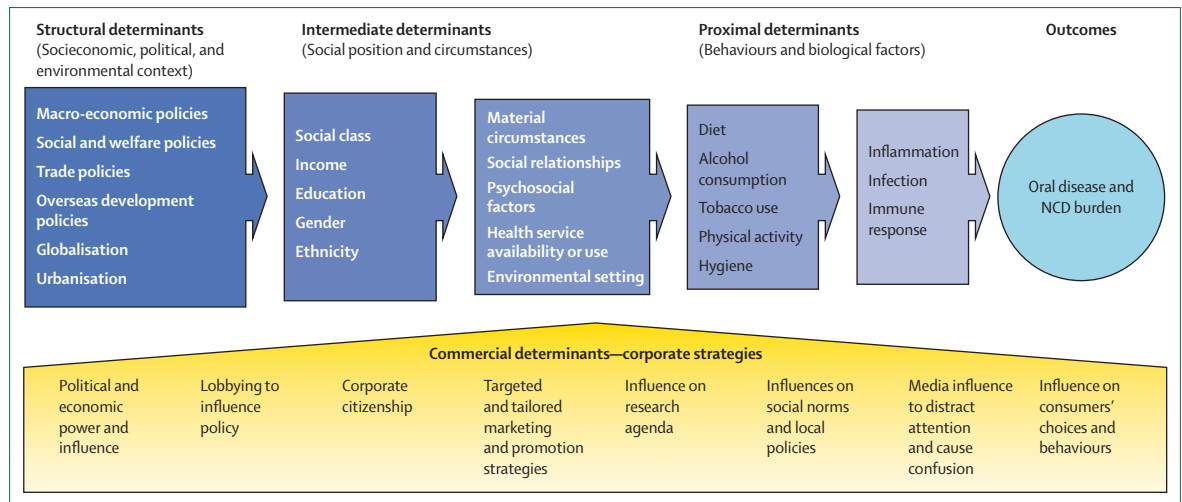 Structural determinants
(Socieconomic, political, and
environmental context)
Intermediate determinants
(Social position and circumstances)
Proximal determinants
(Behaviours and biological factors)
Outcomes
Macro-economic policies
Social and welfare policies
Trade policies
Overseas development
policies
Globalisation
Urbanisation
Social class
Income
Education
Gender
Ethnicity
Material
circumstances
Social relationships
Psychosocial
factors
Health service
availability or use
Environmental setting
Diet
Alcohol
consumption
Tobacco use
Physical activity
Hygiene
Inflammation
Infection
Immune
response
Oral disease and
NCD burden
Commercial determinants—corporate strategies
Political and
economic
power and
influence
Lobbying to
influence
policy
Corporate
citizenship
Targeted
and tailored
marketing
and promotion
strategies
Influence on
research
agenda
Influences on
social norms
and local
policies
Media influence
to distract
attention
and cause
confusion
Influence on
consumers’
choices and
behaviours